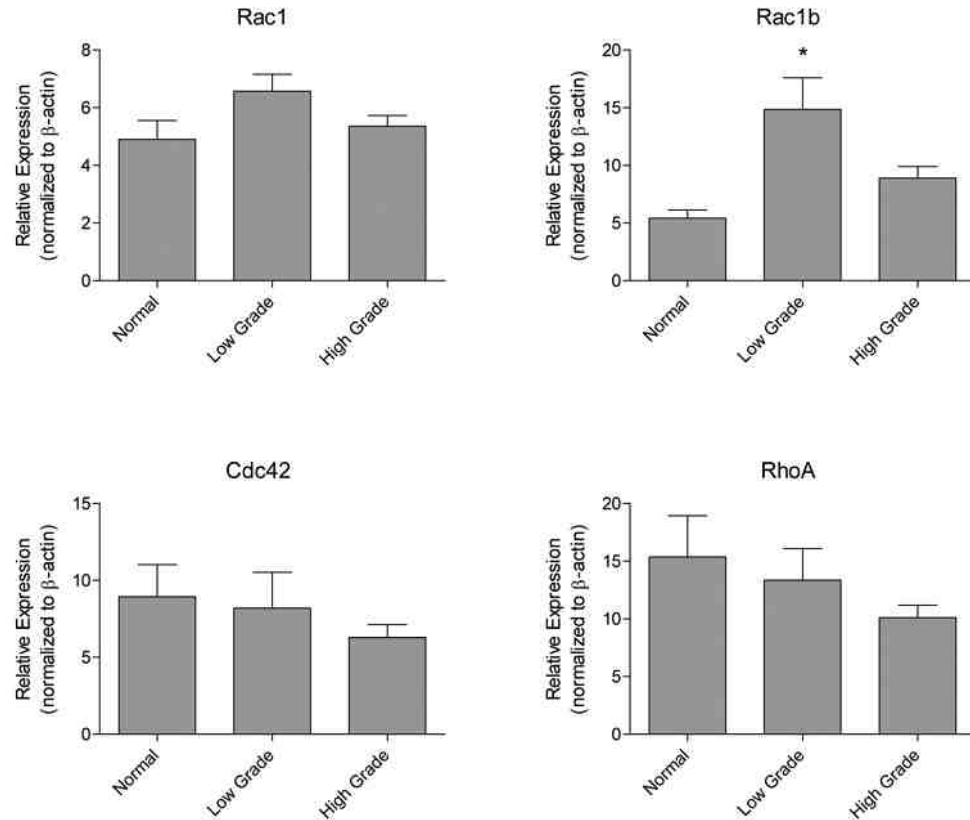 Rac1
Relative Expression
(normalized to β-actin)
8
6
4
2
0
Normal
Low Grade
High Grade
Rac1b
Relative Expression
(normalized to β-actin)
20
15
10
5
0
*
Normal
Low Grade
High Grade
Cdc42
Relative Expression
(normalized to β-actin)
15
10
5
0
Normal
Low Grade
High Grade
RhoA
Relative Expression
(normalized to β-actin)
20
15
10
5
0
Normal
Low Grade
High Grade